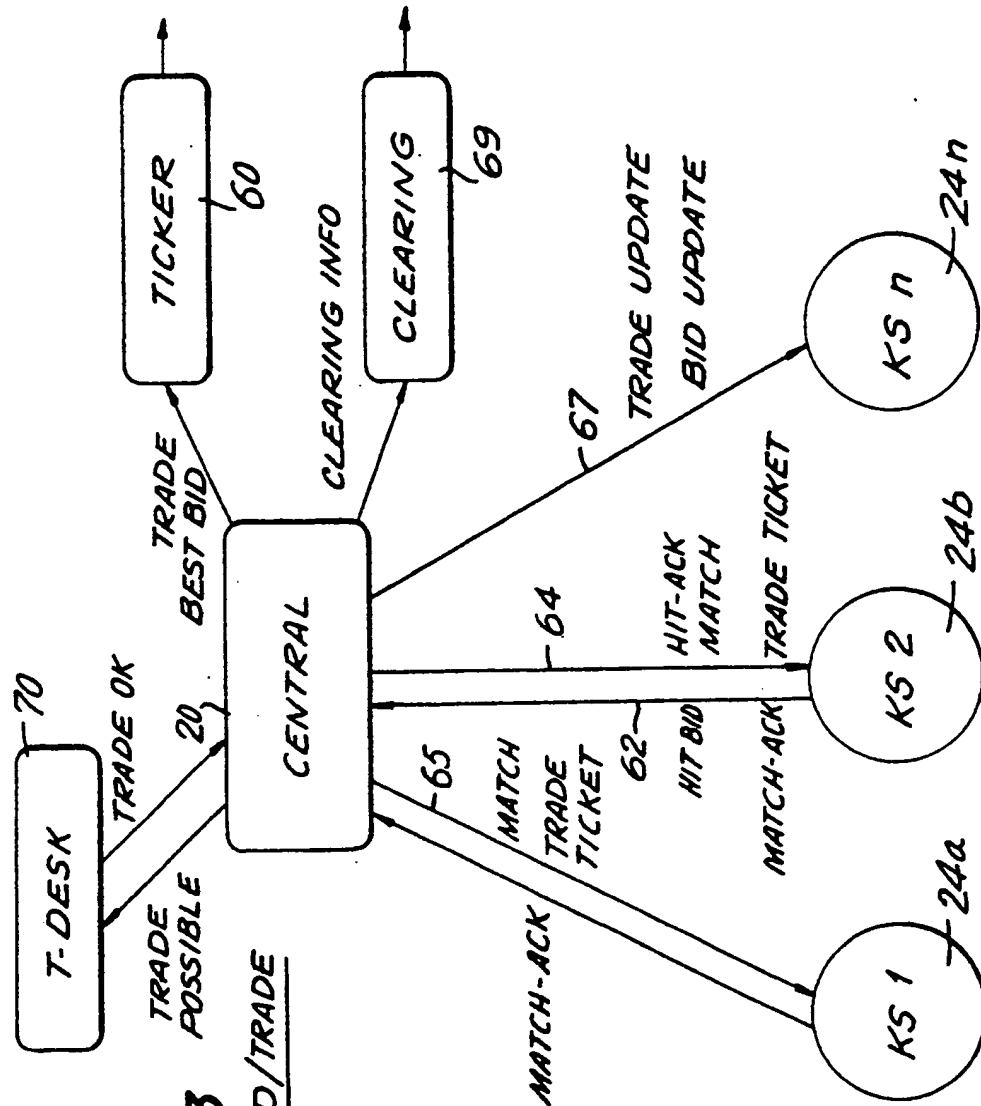 70
T-DESK
TRADE OK
TRADE
POSSIBLE
3
D/TRADE
20
CENTRAL
TRADE
BEST BID
TICKER
60
CLEARING INFO
CLEARING
69
65
MATCH
TRADE
TICKET
MATCH-ACK
64
62
HIT BID
HIT-ACK
MATCH
MATCH-ACK
TRADE TICKET
67
TRADE UPDATE
BID UPDATE
KS 1
24a
KS 2
24b
KS n
24n